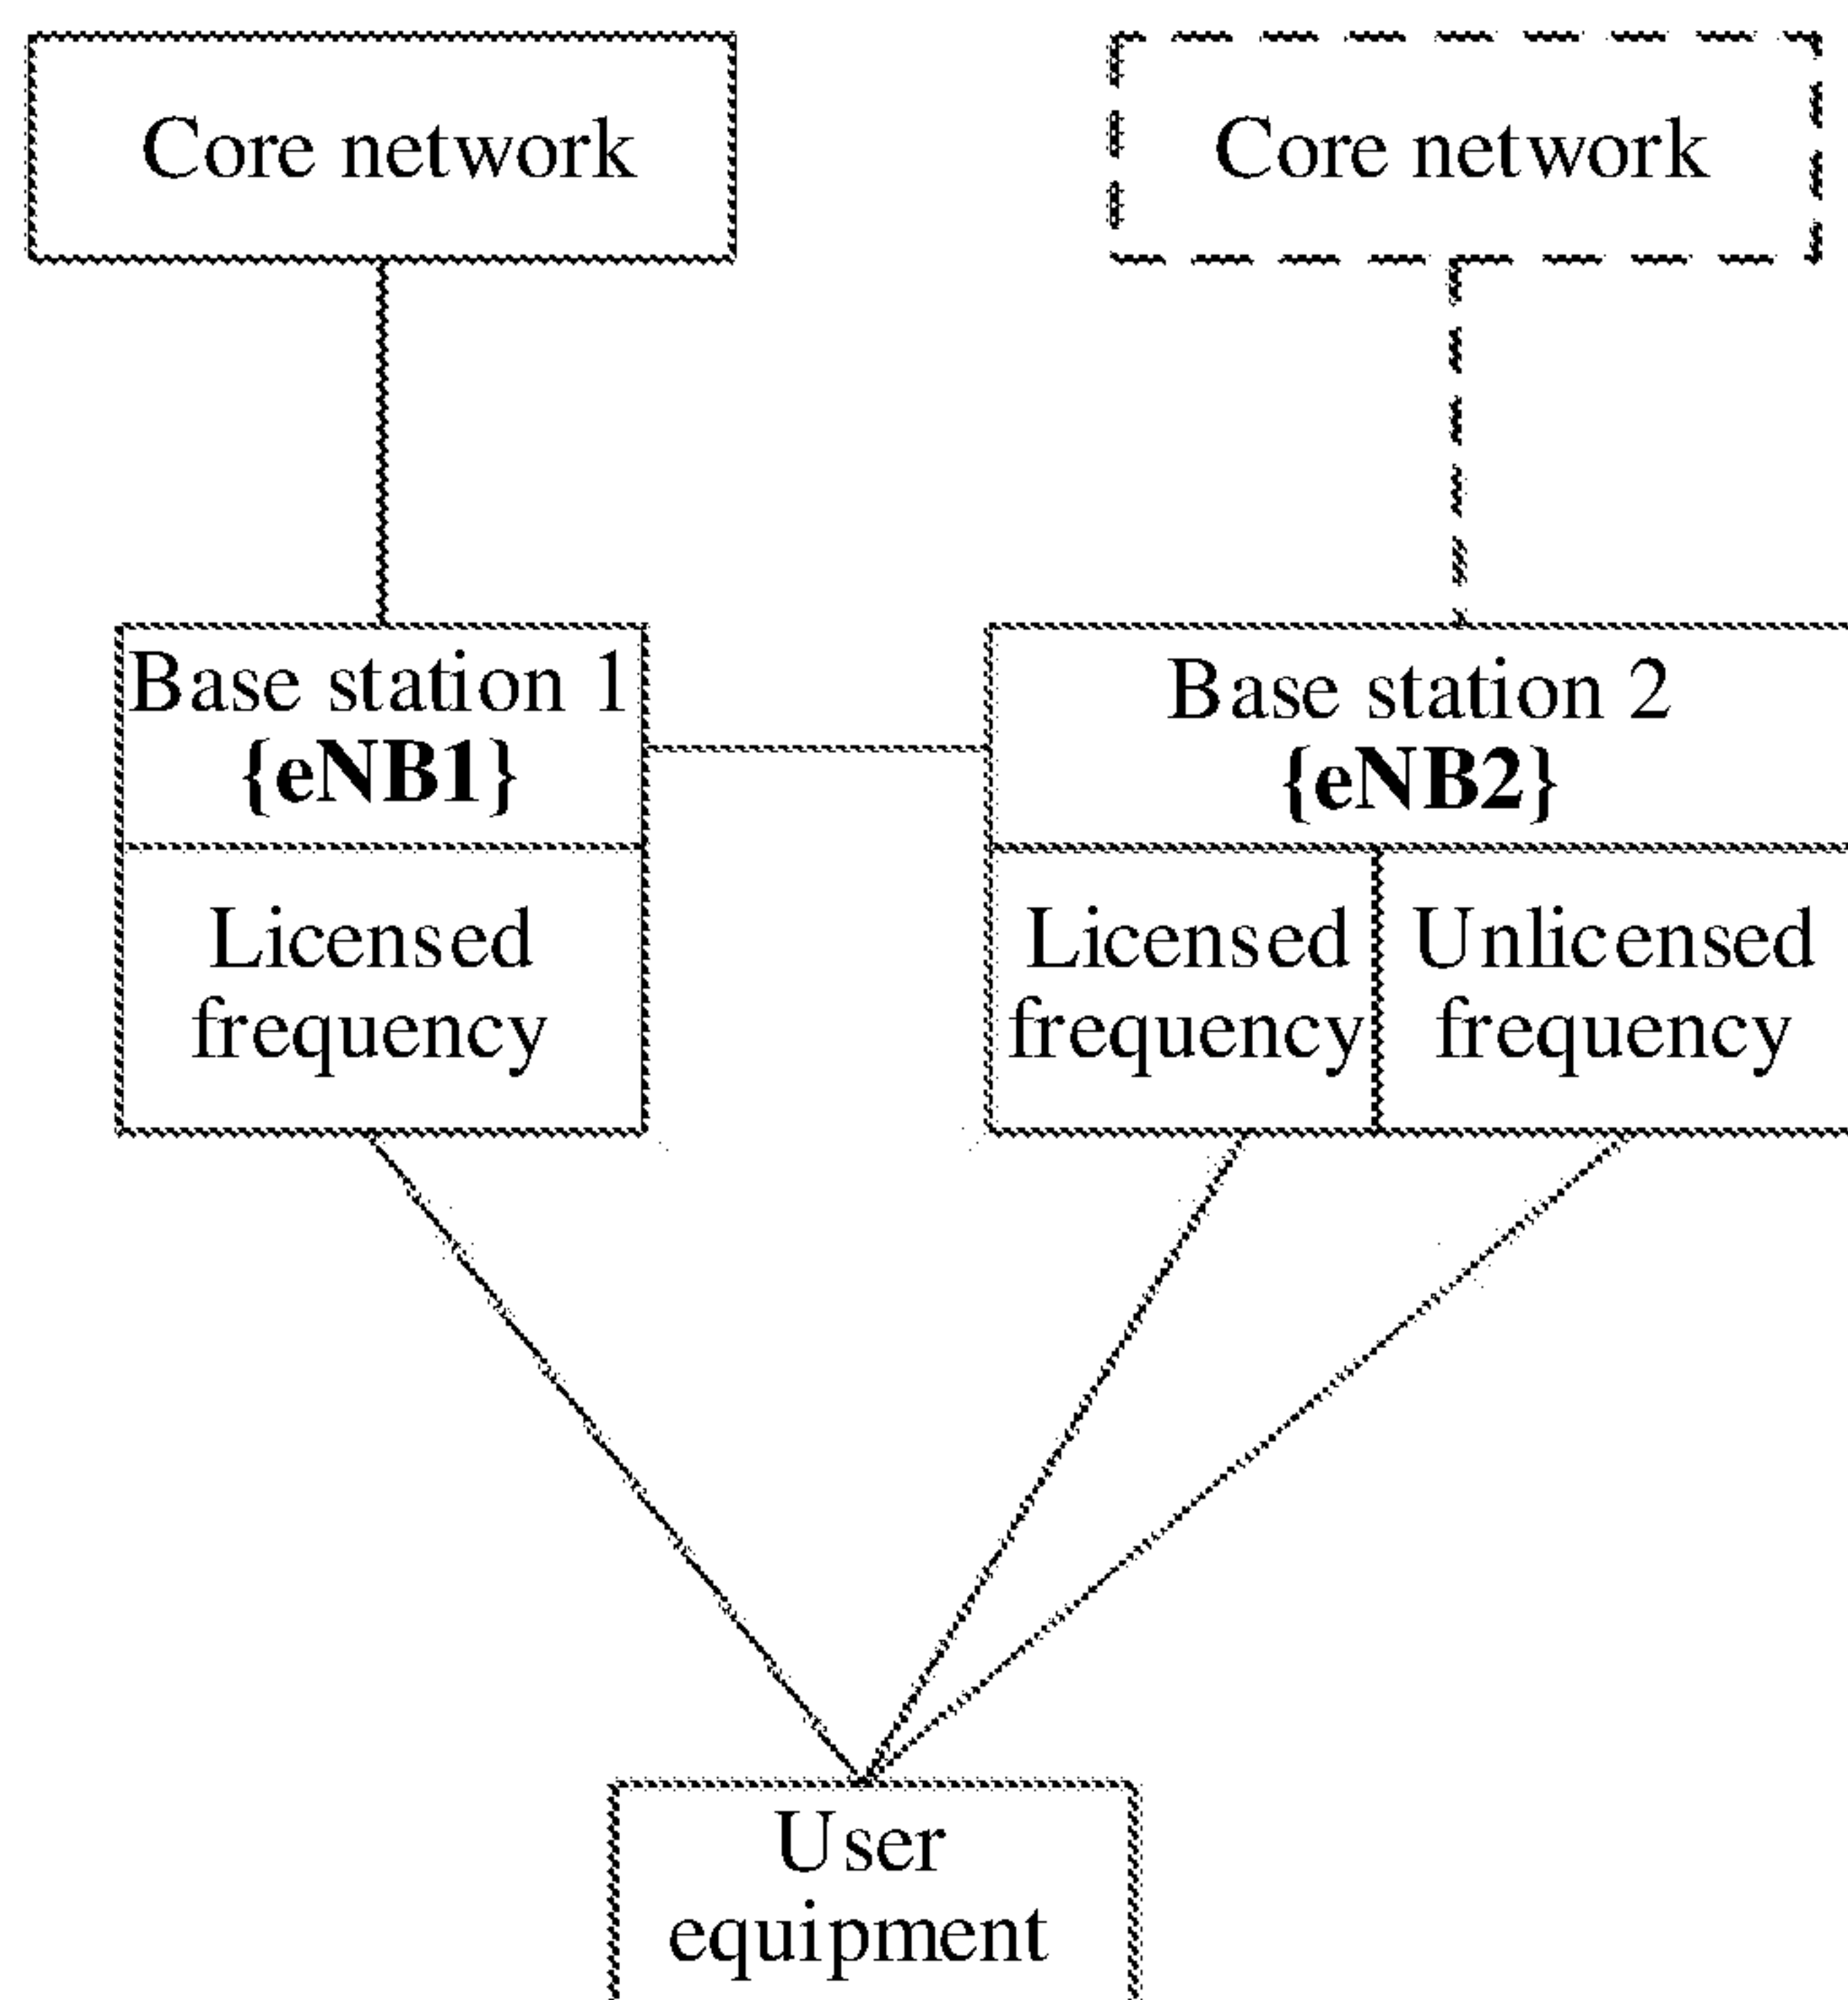 Core network
Core network
Base station 1
{eNB1}
Base station 2
{eNB2}
Licensed
frequency
Licensed
frequency
Unlicensed
frequency
User
equipment